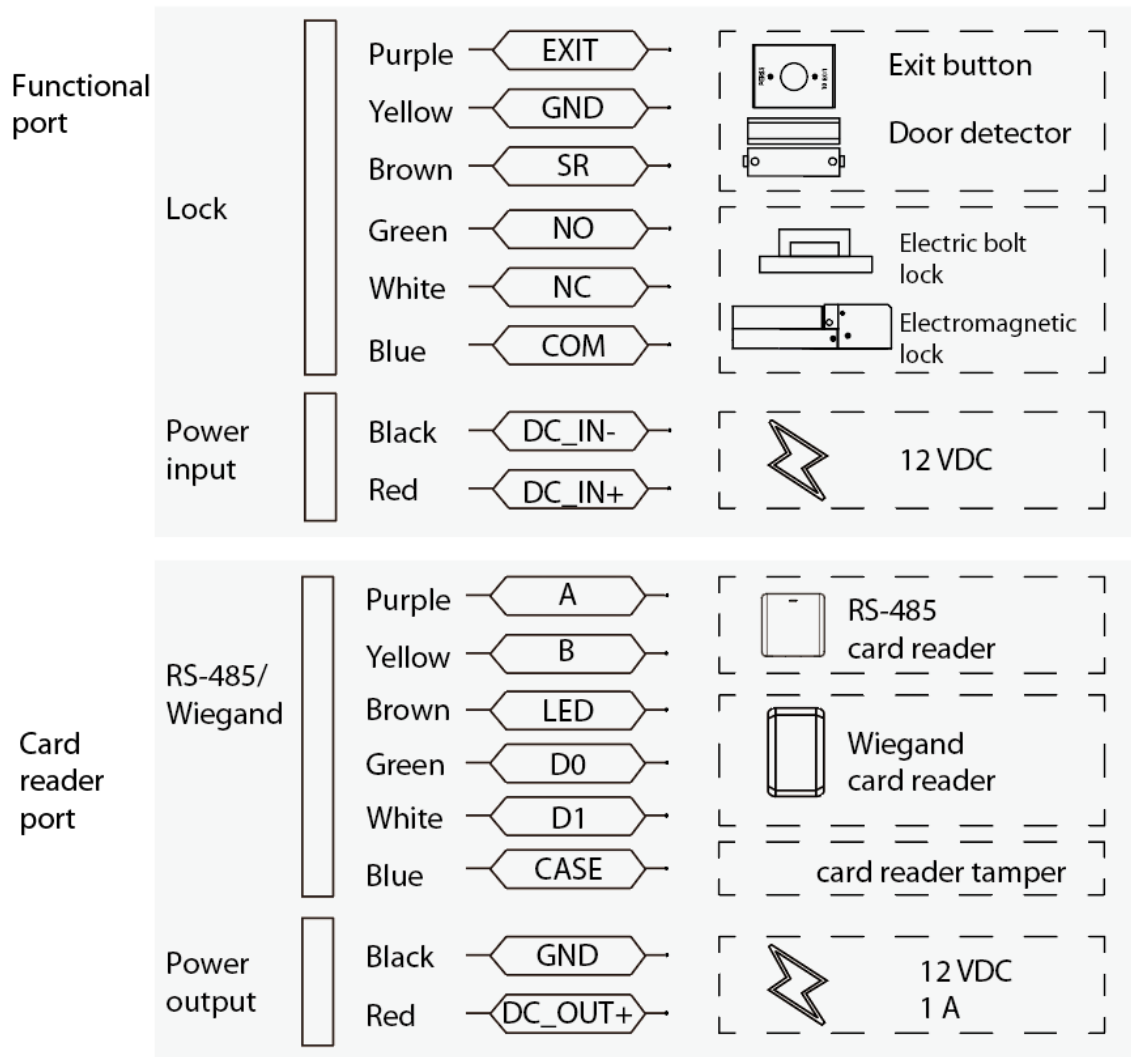 Functional
port
Lock
Purple EXIT
Yellow GND
Brown SR
Green NO
White NC
Blue COM
Exit button
Door detector
Electric bolt
lock
Electromagnetic
lock
Power
input
Black DC_IN-
Red DC_IN+
12 VDC
Card
reader
port
RS-485/
Wiegand
Purple A
Yellow B
Brown LED
Green D0
White D1
Blue CASE
RS-485
card reader
Wiegand
card reader
card reader tamper
Power
output
Black GND
Red DC_OUT+
12 VDC
1 A